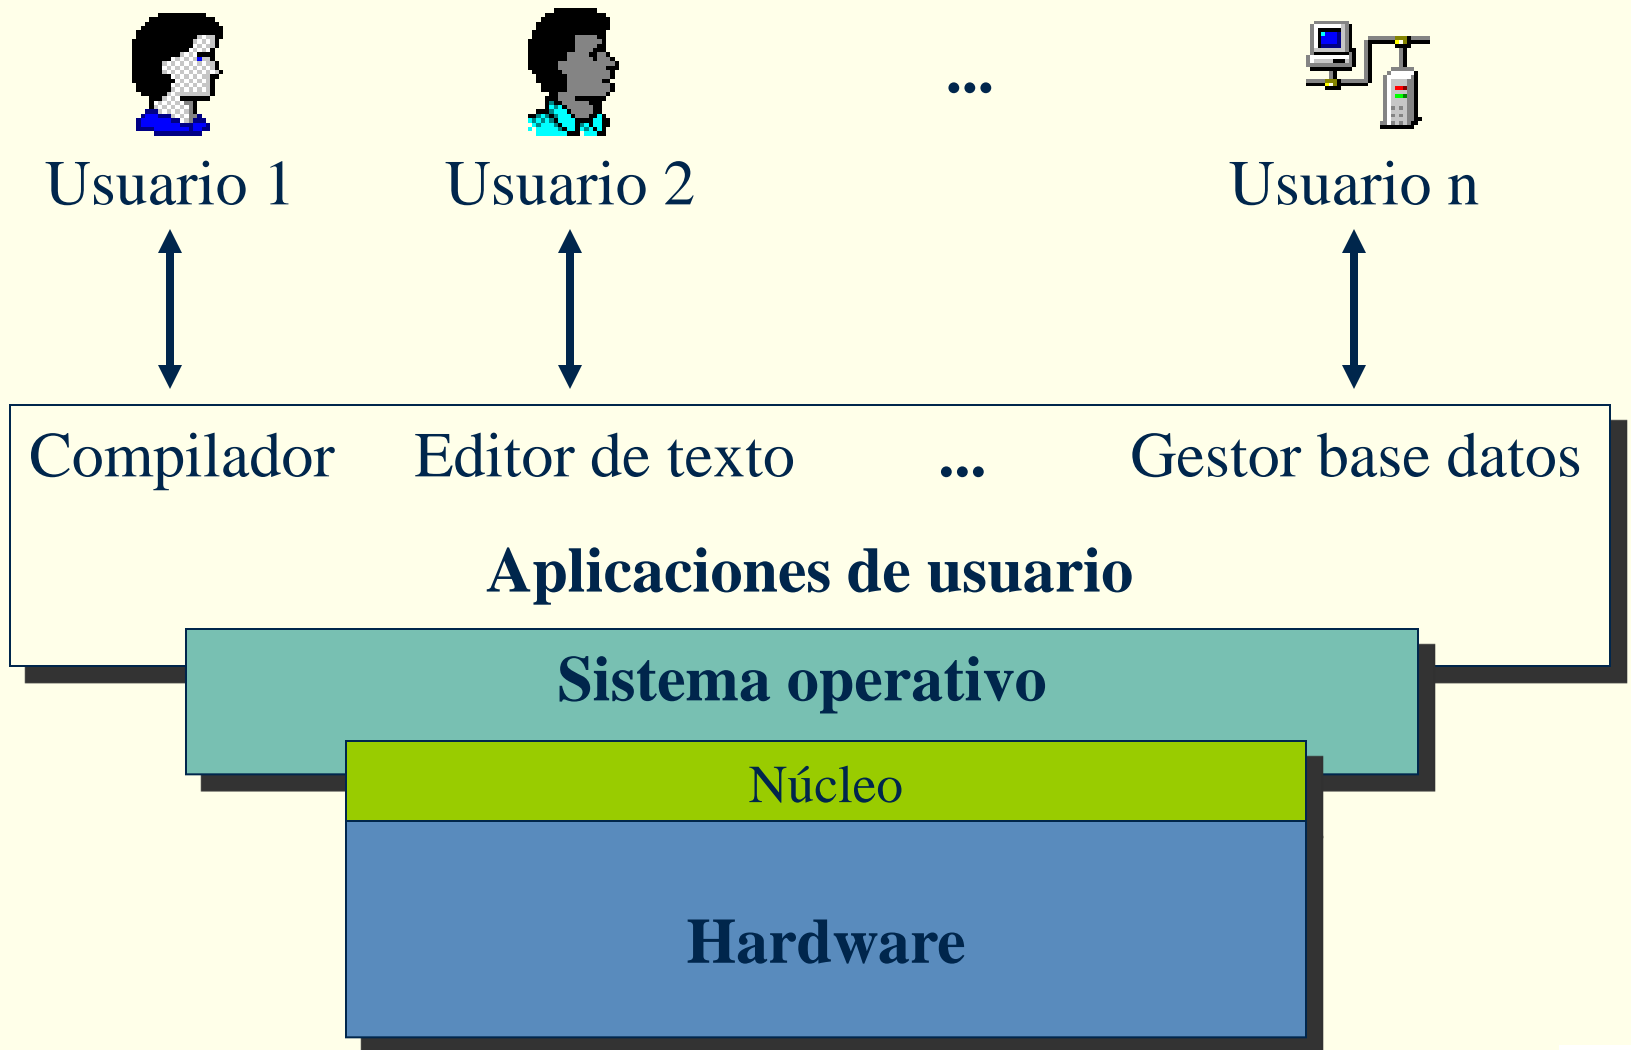 ...
Usuario 1 Usuario 2 Usuario n
Compilador Editor de texto ... Gestor base datos
Aplicaciones de usuario
Sistema operativo
Núcleo
Hardware